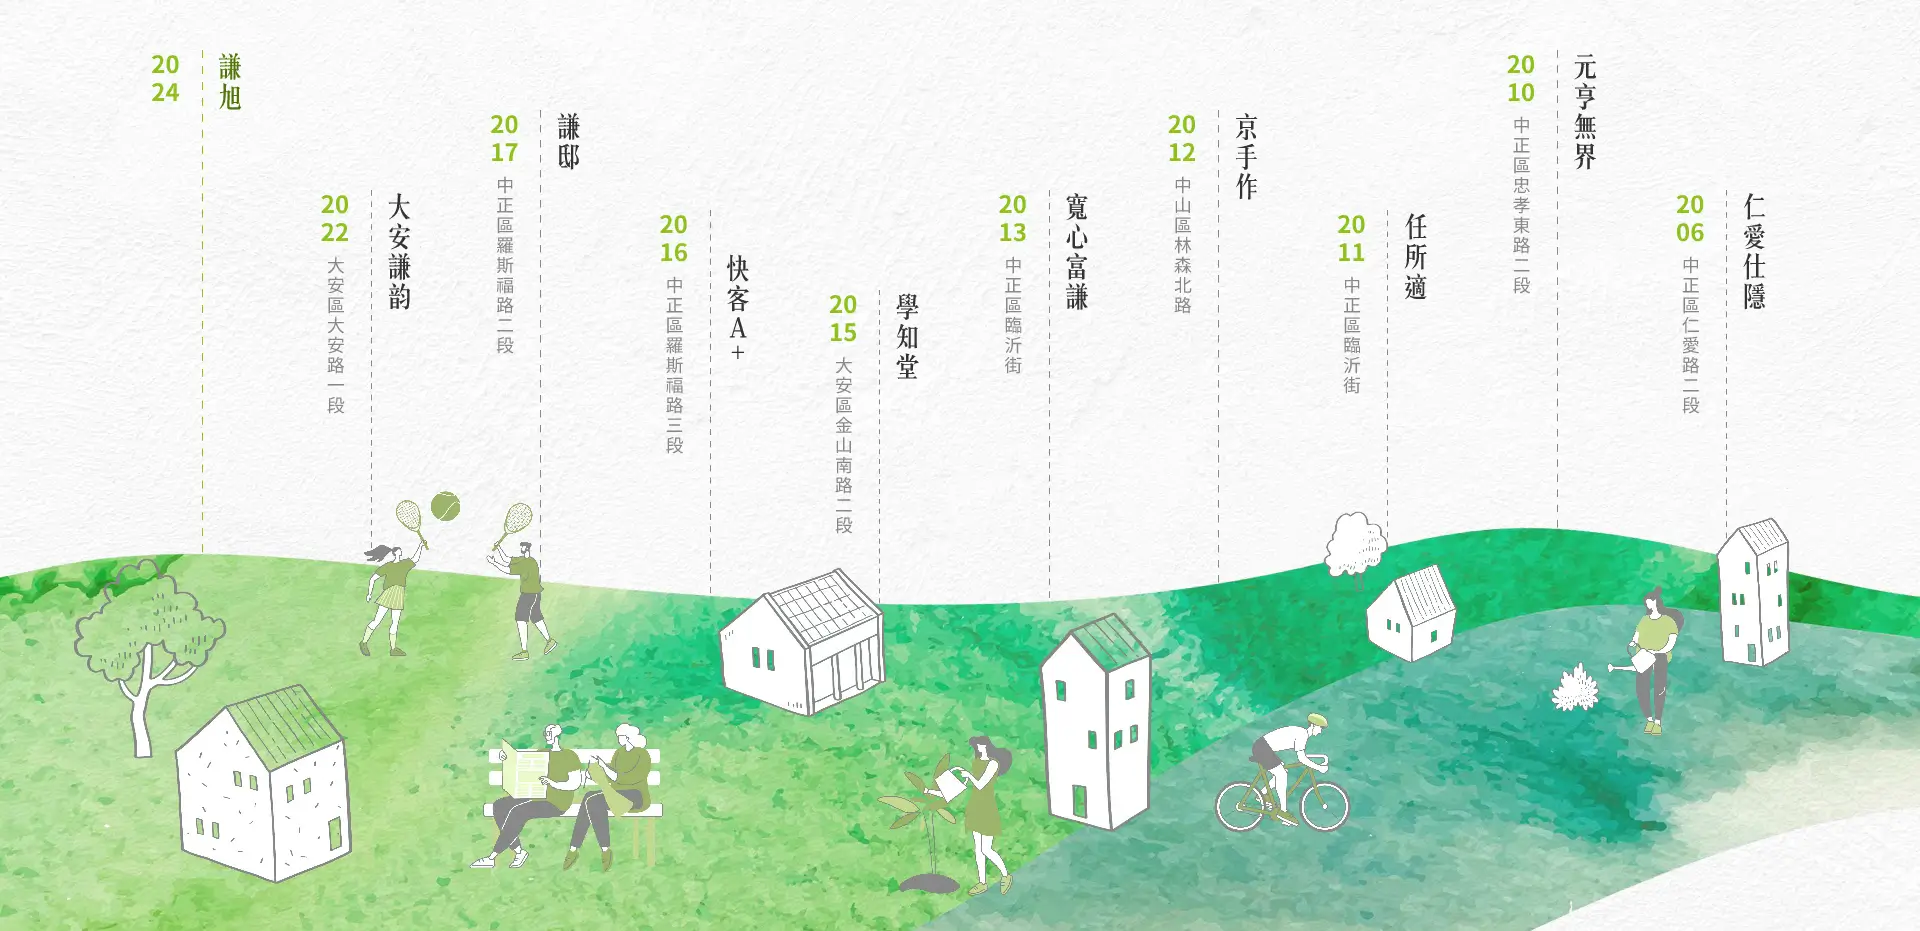 2024
謙旭
2022
大安謙韵
大安區大安路一段
2017
謙邸
中正區羅斯福路二段
2016
快客A+
中正區羅斯福路三段
2015
學知堂
大安區金山南路二段
2013
寬心富謙
中正區臨沂街
2012
京手作
中山區林森北路
2011
任所適
中正區臨沂街
2010
元亨無界
中正區忠孝東路二段
2006
仁愛仕隱
中正區仁愛路二段